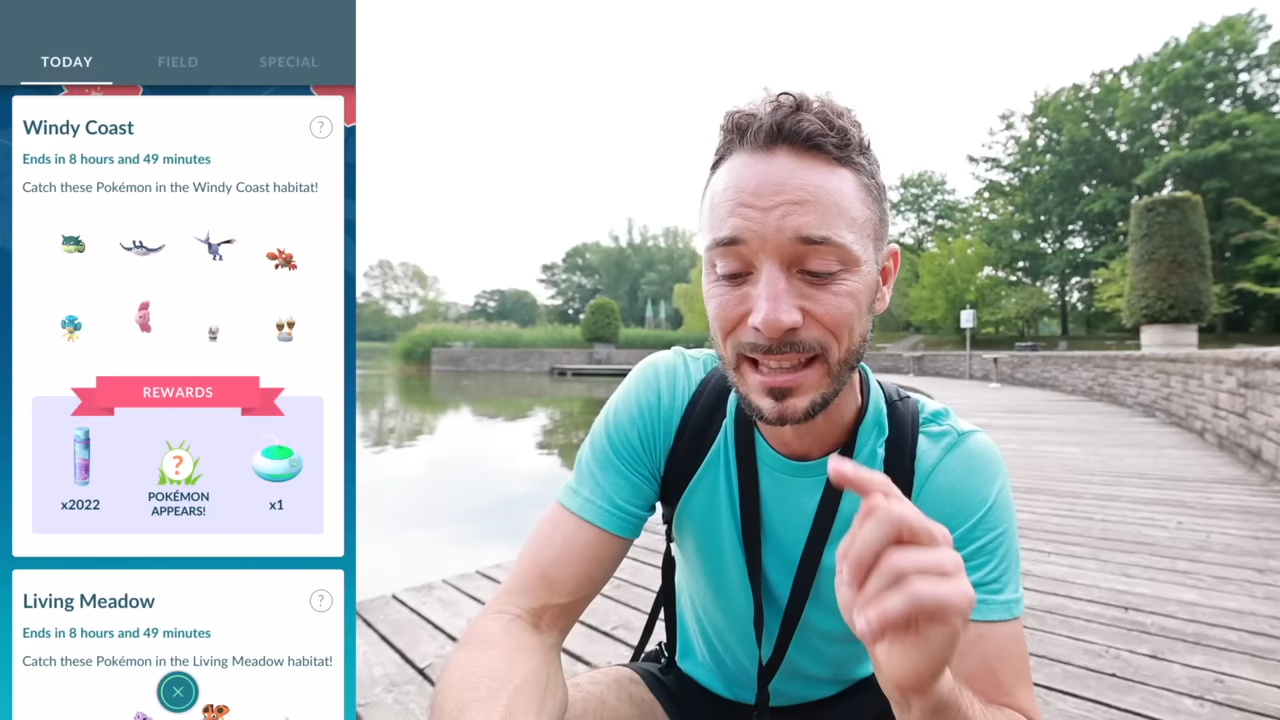 TODAY
FIELD
SPECIAL
Windy Coast
?
Ends in 8 hours and 49 minutes
Catch these Pokémon in the Windy Coast habitat!
REWARDS
?
x2022
POKÉMON
APPEARS!
x1
Living Meadow
?
Ends in 8 hours and 49 minutes
Catch these Pokémon in the Living Meadow habitat!